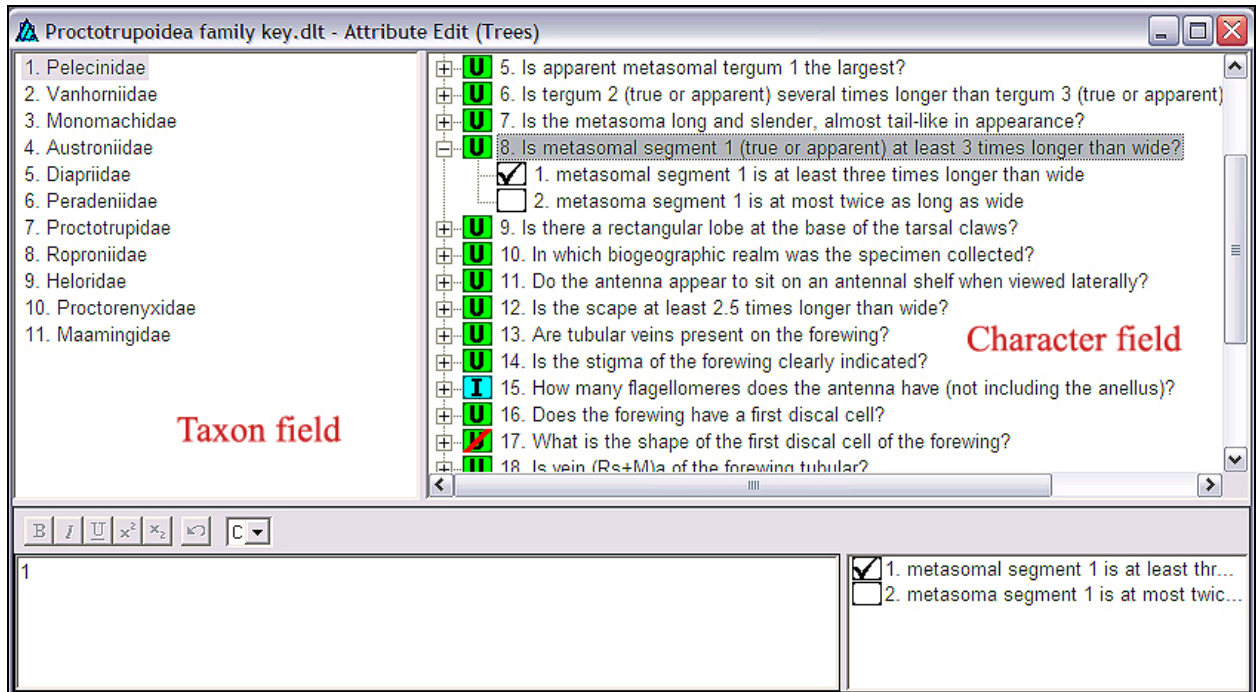 Proctotrupoidea family key.dlt - Attribute Edit (Trees)
1. Pelecinidae
2. Vanhorniidae
3. Monomachidae
4. Austroniidae
5. Diapriidae
6. Peradeniidae
7. Proctotrupidae
8. Roproniidae
9. Heloridae
10. Proctorenyxidae
11. Maamingidae
Taxon field
U 5. Is apparent metasomal tergum 1 the largest?
U 6. Is tergum 2 (true or apparent) several times longer than tergum 3 (true or apparent)
U 7. Is the metasoma long and slender, almost tail-like in appearance?
U 8. Is metasomal segment 1 (true or apparent) at least 3 times longer than wide?
1. metasomal segment 1 is at least three times longer than wide
2. metasoma segment 1 is at most twice as long as wide
U 9. Is there a rectangular lobe at the base of the tarsal claws?
U 10. In which biogeographic realm was the specimen collected?
U 11. Do the antenna appear to sit on an antennal shelf when viewed laterally?
U 12. Is the scape at least 2.5 times longer than wide?
U 13. Are tubular veins present on the forewing?
U 14. Is the stigma of the forewing clearly indicated?
I 15. How many flagellomeres does the antenna have (not including the anellus)?
U 16. Does the forewing have a first discal cell?
U 17. What is the shape of the first discal cell of the forewing?
U 18. Is vein (Rs+M)a of the forewing tubular?
Character field
B I U x² x₂ C
1
1. metasomal segment 1 is at least thr...
2. metasoma segment 1 is at most twic...